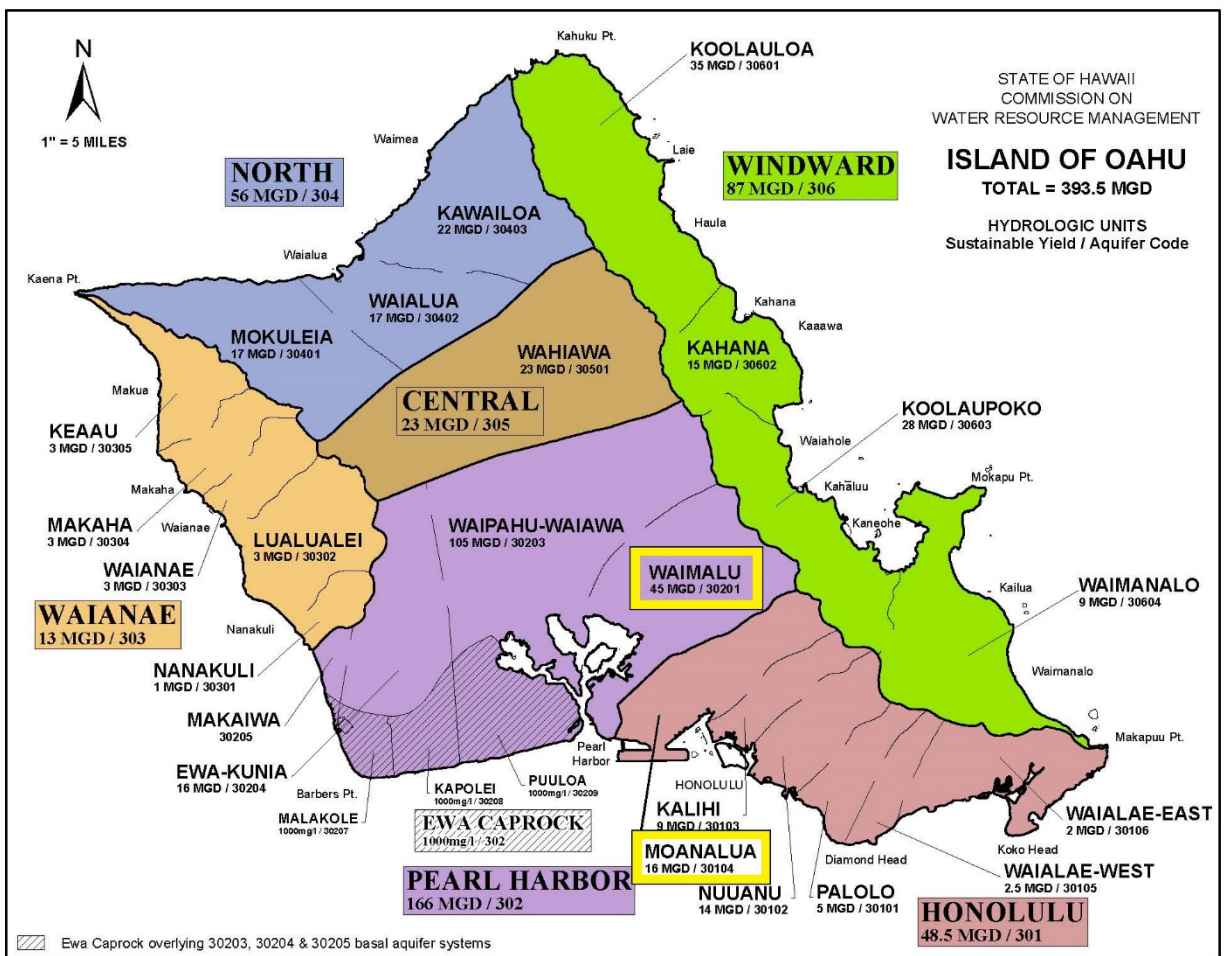 N
1" = 5 MILES
STATE OF HAWAII
COMMISSION ON
WATER RESOURCE MANAGEMENT
ISLAND OF OAHU
TOTAL = 393.5 MGD
HYDROLOGIC UNITS
Sustainable Yield / Aquifer Code
Kahuku Pt.
KOOLAULOA
35 MGD / 30601
Waimea
Laie
NORTH
56 MGD / 304
WINDWARD
87 MGD / 306
KAWAILOA
22 MGD / 30403
Haula
Waialua
Kaena Pt.
WAIALUA
17 MGD / 30402
Kahana
Kaaawa
MOKULEIA
17 MGD / 30401
WAHIAWA
23 MGD / 30501
KAHANA
15 MGD / 30602
Makua
CENTRAL
23 MGD / 305
KOOLAUPOKO
28 MGD / 30603
KEAAU
3 MGD / 30305
Waiahole
Mokapu Pt.
Makaha
Kahaluu
MAKAHA
3 MGD / 30304
Waianae
Kaneohe
LUALUALEI
3 MGD / 30302
WAIPAHU-WAIAWA
105 MGD / 30203
WAIANAE
3 MGD / 30303
WAIMALU
45 MGD / 30201
WAIMANALO
9 MGD / 30604
Kailua
WAIANAE
13 MGD / 303
Nanakuli
NANAKULI
1 MGD / 30301
Waimanalo
MAKAIWA
30205
Makapuu Pt.
EWA-KUNIA
16 MGD / 30204
Pearl
Harbor
Barbers Pt.
KAPOLEI
1000mg/l / 30208
PUULOA
1000mg/l / 30209
HONOLULU
KALIHI
9 MGD / 30103
MALAKOLE
1000mg/l / 30207
EWA CAPROCK
1000mg/l / 302
WAIALAE-EAST
2 MGD / 30106
MOANALUA
16 MGD / 30104
Diamond Head
Koko Head
WAIALAE-WEST
2.5 MGD / 30105
PEARL HARBOR
166 MGD / 302
NUUANU
14 MGD / 30102
PALOLO
5 MGD / 30101
HONOLULU
48.5 MGD / 301
Ewa Caprock overlying 30203, 30204 & 30205 basal aquifer systems